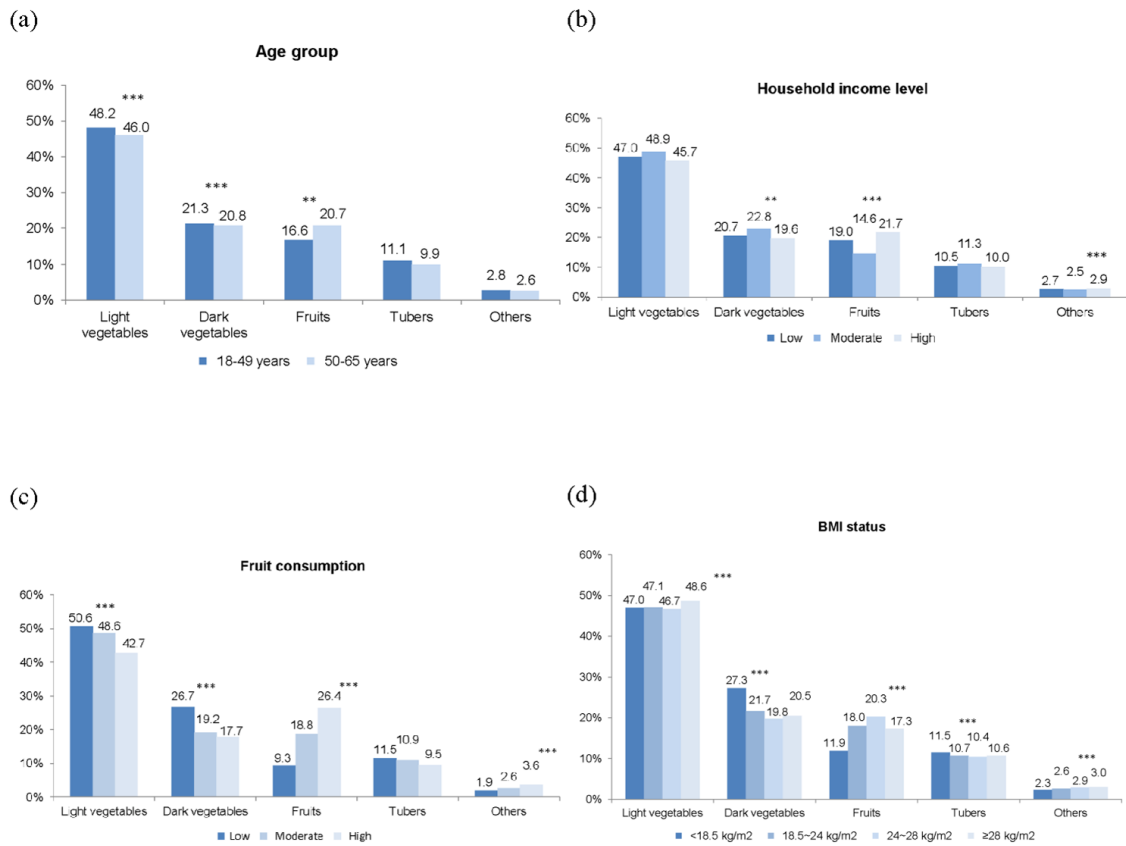 (a)
Age group
60%
50%
40%
30%
20%
10%
0%
***
48.2
46.0
***
21.3
20.8
**
16.6
20.7
11.1
9.9
2.8
2.6
Light vegetables
Dark vegetables
Fruits
Tubers
Others
18-49 years
50-65 years
(b)
Household income level
60%
50%
40%
30%
20%
10%
0%
47.0
48.9
45.7
**
20.7
22.8
19.6
***
19.0
14.6
21.7
10.5
11.3
10.0
***
2.7
2.5
2.9
Light vegetables
Dark vegetables
Fruits
Tubers
Others
Low
Moderate
High
(c)
Fruit consumption
60%
50%
40%
30%
20%
10%
0%
50.6
***
48.6
42.7
26.7
***
19.2
17.7
9.3
18.8
26.4
***
11.5
10.9
9.5
***
1.9
2.6
3.6
Light vegetables
Dark vegetables
Fruits
Tubers
Others
Low
Moderate
High
(d)
BMI status
60%
50%
40%
30%
20%
10%
0%
47.0
47.1
46.7
48.6
***
27.3
***
21.7
19.8
20.5
11.9
18.0
20.3
***
17.3
11.5
***
10.7
10.4
10.6
***
2.3
2.6
2.9
3.0
Light vegetables
Dark vegetables
Fruits
Tubers
Others
<18.5 kg/m2
18.5~24 kg/m2
24~28 kg/m2
≥28 kg/m2